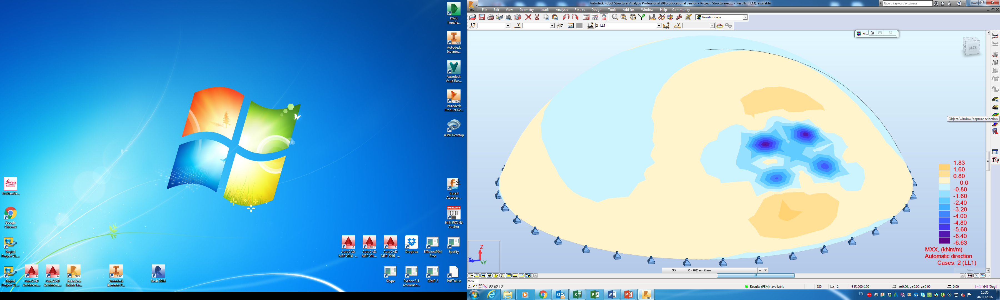 DWG
TrueVie...
Autodesk
Invento...
Autodesk
Vault Bas...
Autodesk
Product De...
A360 Desktop
Install
Autodes...
HILTI
Hilti PROFIS
Anchor
Leica
Geosystems
TruViewSe...
Google
Chrome
Digital
Project V1,...
AutoCAD
MEP 2016 -...
AutoCAD
MEP 201...
AutoCAD
MEP 2016 -...
Dropbox
EfficientPIM
Free
Spotify
Digital
Project V1,...
AutoCAD
Architectu...
AutoCAD
Architectu...
Autodesk
Robot Str...
Autodesk
Inventor P...
Revit 2016
Skype
Python 3.4
(comman...
GIMP 2
PdfToList
Autodesk Robot Structural Analysis Professional 2016-Educational version - Project: Structure-ecx5 - Results (FEM): available
Type a keyword or phrase
PRO
File Edit View Geometry Loads Analysis Results Design Tools Add-Ins Window Help Community
Results - maps
2 : LL1
M...
BACK
Object/window/capture selection
1.83
1.60
0.80
0.0
-0.80
-1.60
-2.40
-3.20
-4.00
-4.80
-5.60
-6.40
-6.63
MXX, (kNm/m)
Automatic direction
Cases: 2 (LL1)
Z
X
Y
3D Z = 0.00 m - Base
View
View
Results (FEM): available 580 2 B R1000x150 x=0.00, y=0.00, z=0.00 0.00 [m] [kN] [Deg]
FR
15:35
28/11/2016